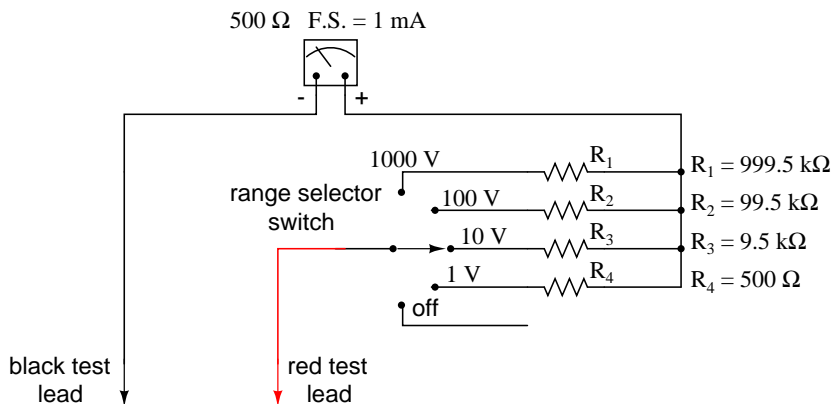 500 Ω F.S. = 1 mA
- +
1000 V R1 R1 = 999.5 kΩ
range selector
switch
100 V R2 R2 = 99.5 kΩ
10 V R3 R3 = 9.5 kΩ
1 V R4 R4 = 500 Ω
off
black test
lead
red test
lead